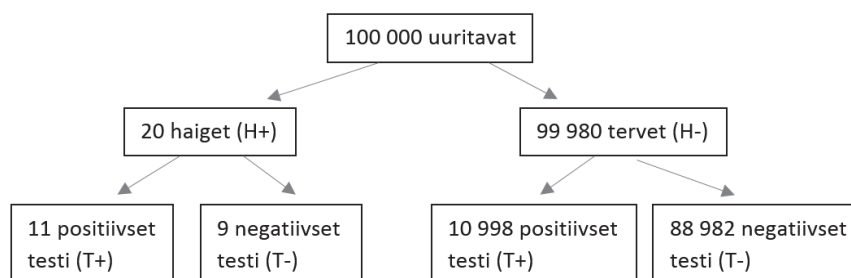 100 000 uuritavat
20 haiget (H+)
99 980 tervet (H-)
11 positiivset
testi (T+)
9 negatiivset
testi (T-)
10 998 positiivset
testi (T+)
88 982 negatiivset
testi (T-)